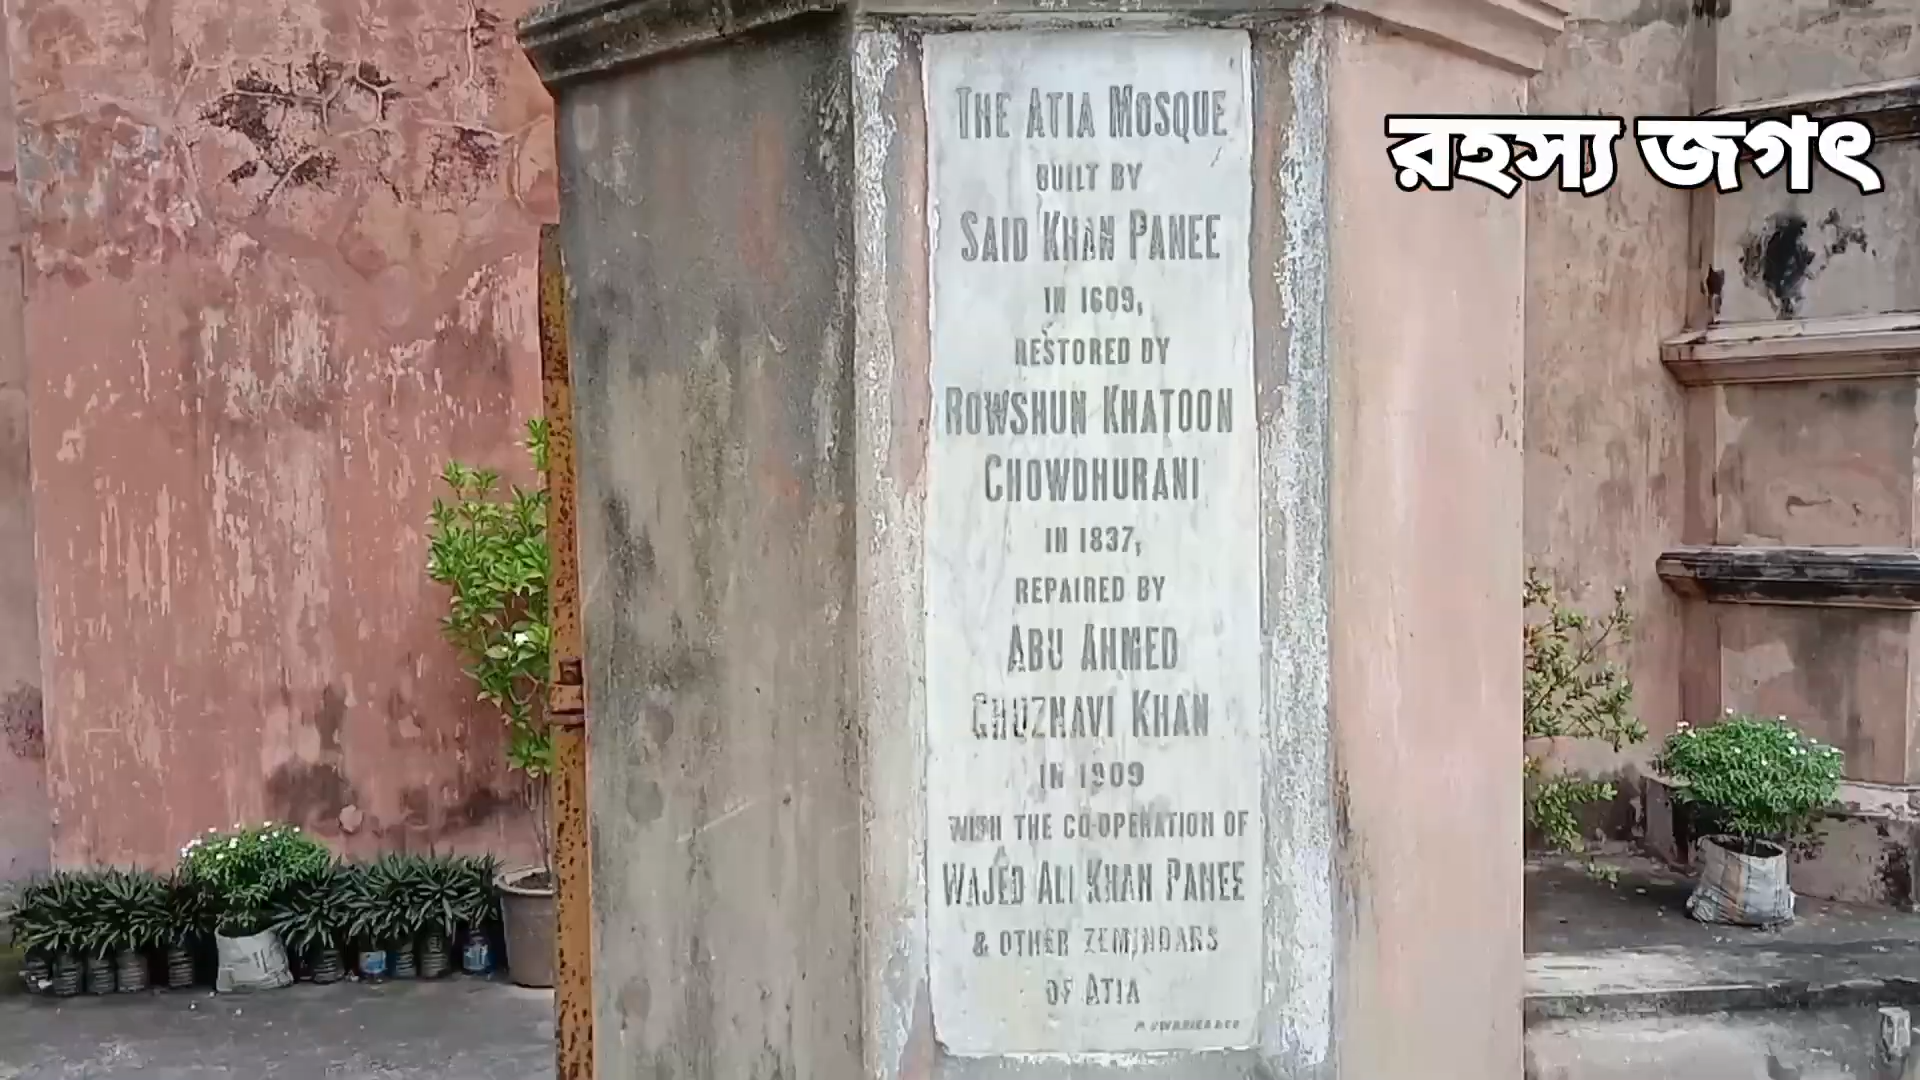 রহস্য জগৎ
THE ATIA MOSQUE
BUILT BY
SAID KHAN PANEE
IN 1609,
RESTORED BY
ROWSHUN KHATOON
CHOWDHURANI
IN 1837,
REPAIRED BY
ABU AHMED
GHUZNAVI KHAN
IN 1909
WITH THE CO-OPERATION OF
WAJED ALI KHAN PANEE
& OTHER ZEMINDARS
OF ATIA